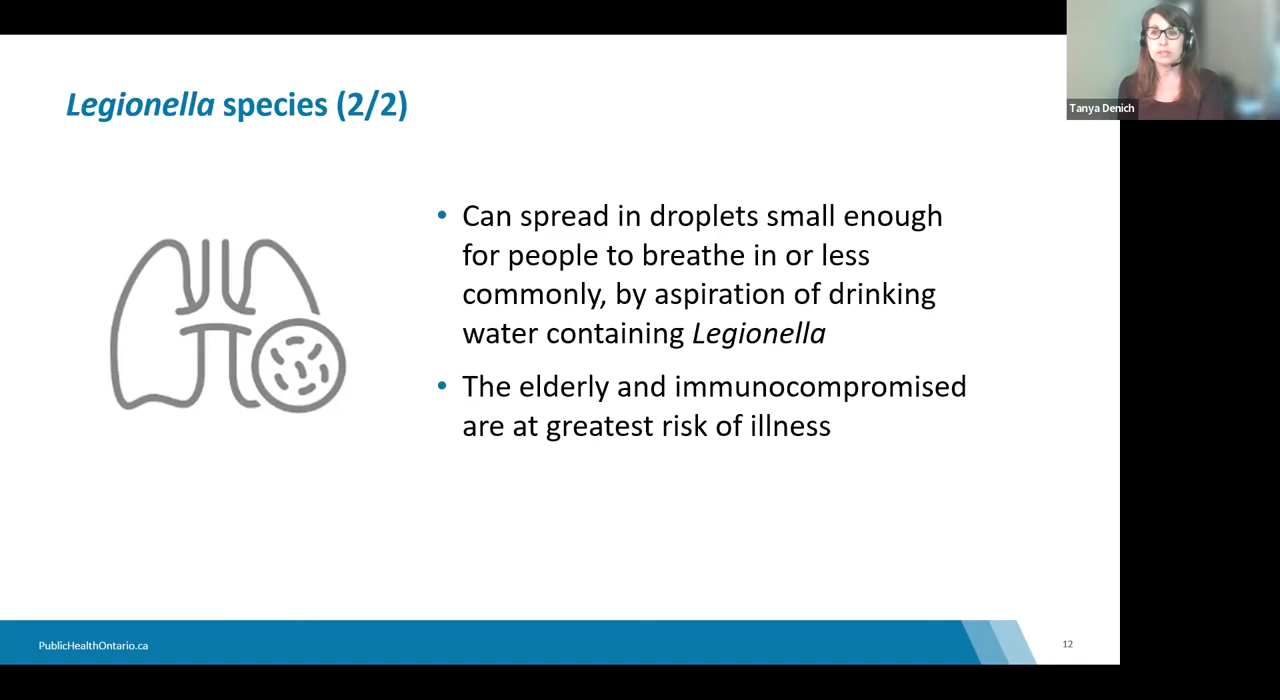 Tanya Denich
Legionella species (2/2)
• Can spread in droplets small enough
for people to breathe in or less
commonly, by aspiration of drinking
water containing Legionella
• The elderly and immunocompromised
are at greatest risk of illness
PublicHealthOntario.ca
12